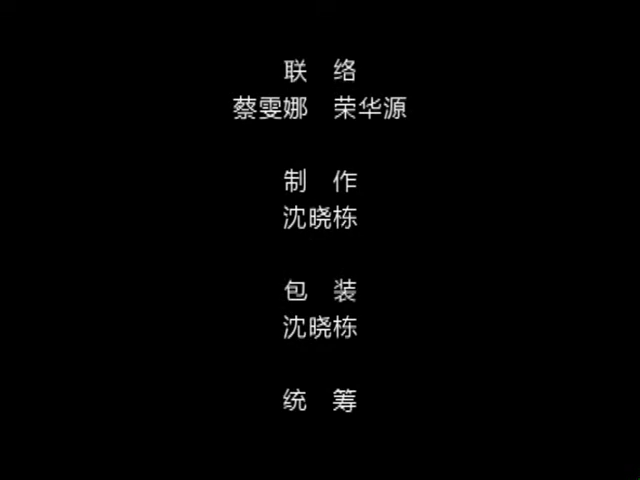 联　络
蔡雯娜　荣华源
制　作
沈晓栋
包　装
沈晓栋
统　筹